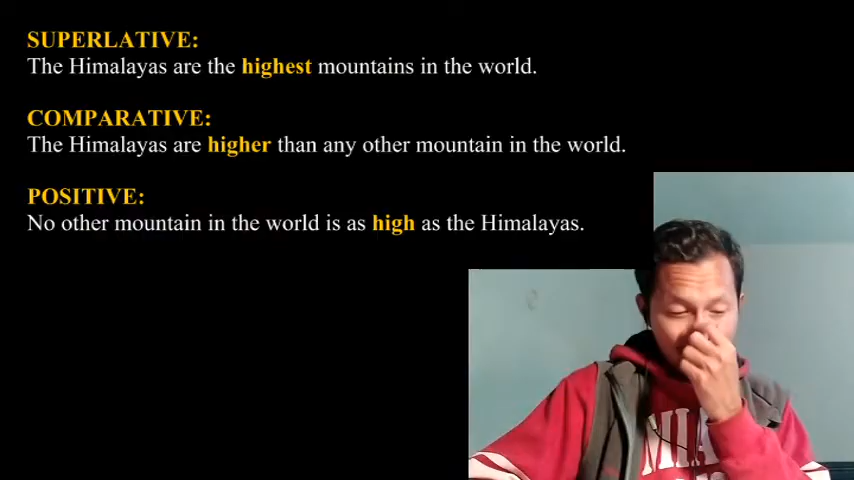 SUPERLATIVE:
The Himalayas are the highest mountains in the world.
COMPARATIVE:
The Himalayas are higher than any other mountain in the world.
POSITIVE:
No other mountain in the world is as high as the Himalayas.